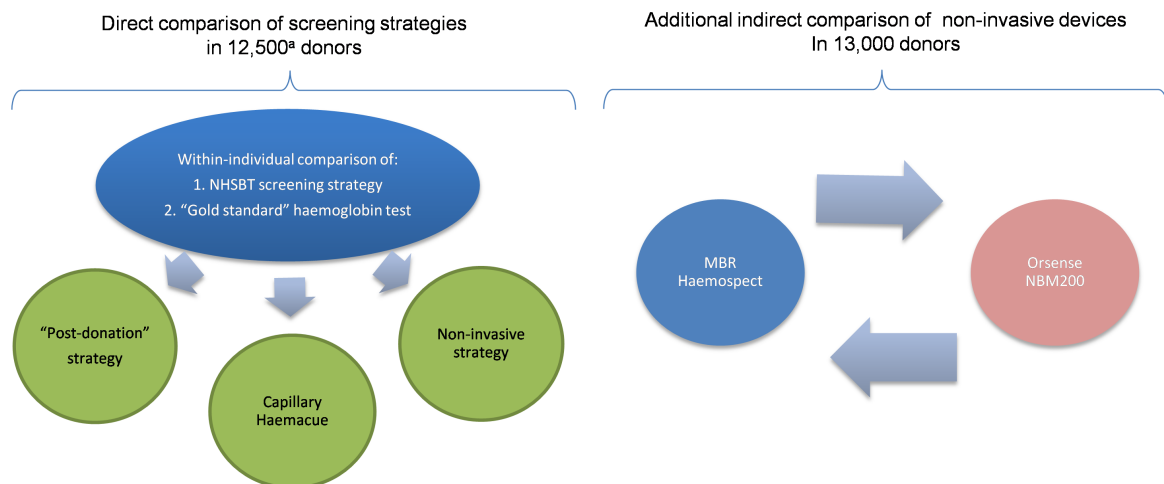 Direct comparison of screening strategies
in 12,500ª donors
Within-individual comparison of:
1. NHSBT screening strategy
2. “Gold standard” haemoglobin test
“Post-donation”
strategy
Capillary
Haemacue
Non-invasive
strategy
Additional indirect comparison of non-invasive devices
In 13,000 donors
MBR
Haemospect
Orsense
NBM200